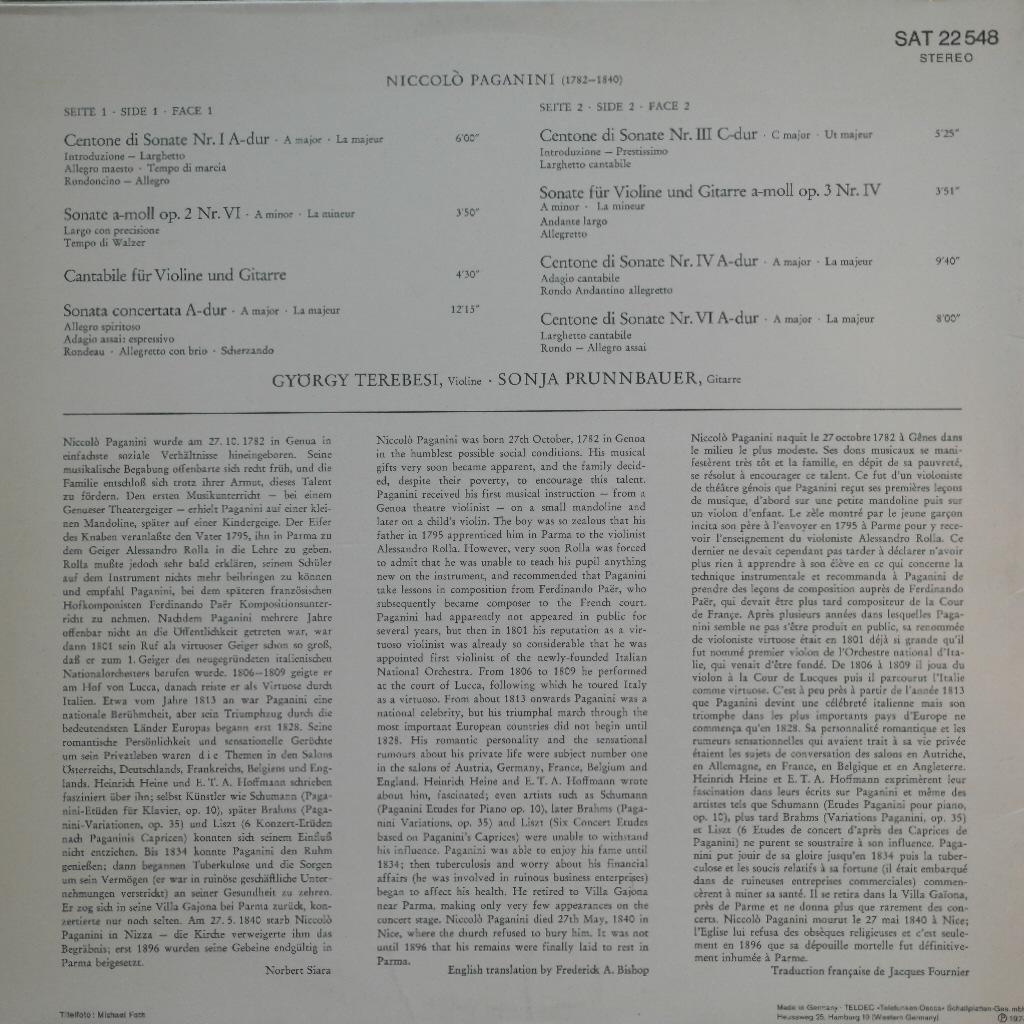 SAT 22 548
STEREO
NICCOLÒ PAGANINI (1782–1840)
SEITE 1 · SIDE 1 · FACE 1
Centone di Sonate Nr. I A-dur · A major · La majeur 6'00"
Introduzione – Larghetto
Allegro maesto · Tempo di marcia
Rondoncino – Allegro
Sonate a-moll op. 2 Nr. VI · A minor · La mineur 3'50"
Largo con precisione
Tempo di Walzer
Cantabile für Violine und Gitarre 4'30"
Sonata concertata A-dur · A major · La majeur 12'15"
Allegro spiritoso
Adagio assai: espressivo
Rondeau · Allegretto con brio · Scherzando
SEITE 2 · SIDE 2 · FACE 2
Centone di Sonate Nr. III C-dur · C major · Ut majeur 5'25"
Introduzione – Prestissimo
Larghetto cantabile
Sonate für Violine und Gitarre a-moll op. 3 Nr. IV 3'51"
A minor · La mineur
Andante largo
Allegretto
Centone di Sonate Nr. IV A-dur · A major · La majeur 9'40"
Adagio cantabile
Rondo Andantino allegretto
Centone di Sonate Nr. VI A-dur · A major · La majeur 8'00"
Larghetto cantabile
Rondo – Allegro assai
GYÖRGY TEREBESI, Violine · SONJA PRUNNBAUER, Gitarre
Niccolò Paganini wurde am 27. 10. 1782 in Genua in
einfachste soziale Verhältnisse hineingeboren. Seine
musikalische Begabung offenbarte sich recht früh, und die
Familie entschloß sich trotz ihrer Armut, dieses Talent
zu fördern. Den ersten Musikunterricht – bei einem
Genueser Theatergeiger – erhielt Paganini auf einer klei-
nen Mandoline, später auf einer Kindergeige. Der Eifer
des Knaben veranlaßte den Vater 1795, ihn in Parma zu
dem Geiger Alessandro Rolla in die Lehre zu geben.
Rolla mußte jedoch sehr bald erklären, seinem Schüler
auf dem Instrument nichts mehr beibringen zu können
und empfahl Paganini, bei dem späteren französischen
Hofkomponisten Ferdinando Paër Kompositionsunter-
richt zu nehmen. Nachdem Paganini mehrere Jahre
offenbar nicht an die Öffentlichkeit getreten war, war
dann 1801 sein Ruf als virtuoser Geiger schon so groß,
daß er zum 1. Geiger des neugegründeten italienischen
Nationalorchesters berufen wurde. 1806–1809 geigte er
am Hof von Lucca, danach reiste er als Virtuose durch
Italien. Etwa vom Jahre 1813 an war Paganini eine
nationale Berühmtheit, aber sein Triumphzug durch die
bedeutendsten Länder Europas begann erst 1828. Seine
romantische Persönlichkeit und sensationelle Gerüchte
um sein Privatleben waren die Themen in den Salons
Österreichs, Deutschlands, Frankreichs, Belgiens und Eng-
lands. Heinrich Heine und E. T. A. Hoffmann schrieben
fasziniert über ihn; selbst Künstler wie Schumann (Paga-
nini-Etüden für Klavier, op. 10), später Brahms (Paga-
nini-Variationen, op. 35) und Liszt (6 Konzert-Etüden
nach Paganinis Capricen) konnten sich seinem Einfluß
nicht entziehen. Bis 1834 konnte Paganini den Ruhm
genießen; dann begannen Tuberkulose und die Sorgen
um sein Vermögen (er war in ruinöse geschäftliche Unter-
nehmungen verstrickt) an seiner Gesundheit zu zehren.
Er zog sich in seine Villa Gajona bei Parma zurück, kon-
zertierte nur noch selten. Am 27. 5. 1840 starb Niccolò
Paganini in Nizza – die Kirche verweigerte ihm das
Begräbnis; erst 1896 wurden seine Gebeine endgültig in
Parma beigesetzt.
Norbert Siara
Niccolò Paganini was born 27th October, 1782 in Genoa
in the humblest possible social conditions. His musical
gifts very soon became apparent, and the family decid-
ed, despite their poverty, to encourage this talent.
Paganini received his first musical instruction – from a
Genoa theatre violinist – on a small mandoline and
later on a child's violin. The boy was so zealous that his
father in 1795 apprenticed him in Parma to the violinist
Alessandro Rolla. However, very soon Rolla was forced
to admit that he was unable to teach his pupil anything
new on the instrument, and recommended that Paganini
take lessons in composition from Ferdinando Paër, who
subsequently became composer to the French court.
Paganini had apparently not appeared in public for
several years, but then in 1801 his reputation as a vir-
tuoso violinist was already so considerable that he was
appointed first violinist of the newly-founded Italian
National Orchestra. From 1806 to 1809 he performed
at the court of Lucca, following which he toured Italy
as a virtuoso. From about 1813 onwards Paganini was a
national celebrity, but his triumphal march through the
most important European countries did not begin until
1828. His romantic personality and the sensational
rumours about his private life were subject number one
in the salons of Austria, Germany, France, Belgium and
England. Heinrich Heine and E. T. A. Hoffmann wrote
about him, fascinated; even artists such as Schumann
(Paganini Etudes for Piano op. 10), later Brahms (Paga-
nini Variations, op. 35) and Liszt (Six Concert Etudes
based on Paganini's Caprices) were unable to withstand
his influence. Paganini was able to enjoy his fame until
1834; then tuberculosis and worry about his financial
affairs (he was involved in ruinous business enterprises)
began to affect his health. He retired to Villa Gajona
near Parma, making only very few appearances on the
concert stage. Niccolò Paganini died 27th May, 1840 in
Nice, where the church refused to bury him. It was not
until 1896 that his remains were finally laid to rest in
Parma.
English translation by Frederick A. Bishop
Niccolò Paganini naquit le 27 octobre 1782 à Gênes dans
le milieu le plus modeste. Ses dons musicaux se mani-
festèrent très tôt et la famille, en dépit de sa pauvreté,
se résolut à encourager ce talent. Ce fut d'un violoniste
de théâtre génois que Paganini reçut ses premières leçons
de musique, d'abord sur une petite mandoline puis sur
un violon d'enfant. Le zèle montré par le jeune garçon
incita son père à l'envoyer en 1795 à Parme pour y rece-
voir l'enseignement du violoniste Alessandro Rolla. Ce
dernier ne devait cependant pas tarder à déclarer n'avoir
plus rien à apprendre à son élève en ce qui concerne la
technique instrumentale et recommanda à Paganini de
prendre des leçons de composition auprès de Ferdinando
Paër, qui devait être plus tard compositeur de la Cour
de France. Après plusieurs années dans lesquelles Paga-
nini semble ne pas s'être produit en public, sa renommée
de violoniste virtuose était en 1801 déjà si grande qu'il
fut nommé premier violon de l'Orchestre national d'Ita-
lie, qui venait d'être fondé. De 1806 à 1809 il joua du
violon à la Cour de Lucques puis il parcourut l'Italie
comme virtuose. C'est à peu près à partir de l'année 1813
que Paganini devint une célébreté italienne mais son
triomphe dans les plus importants pays d'Europe ne
commença qu'en 1828. Sa personnalité romantique et les
rumeurs sensationnelles qui avaient trait à sa vie privée
étaient les sujets de conversation des salons en Autriche,
en Allemagne, en France, en Belgique et en Angleterre.
Heinrich Heine et E. T. A. Hoffmann exprimèrent leur
fascination dans leurs écrits sur Paganini et même des
artistes tels que Schumann (Etudes Paganini pour piano,
op. 10), plus tard Brahms (Variations Paganini, op. 35)
et Liszt (6 Etudes de concert d'après des Caprices de
Paganini) ne purent se soustraire à son influence. Paga-
nini put jouir de sa gloire jusqu'en 1834 puis la tuber-
culose et les soucis relatifs à sa fortune (il était embarqué
dans de ruineuses entreprises commerciales) commen-
cèrent à miner sa santé. Il se retira dans la Villa Gaïona,
près de Parme et ne donna plus que rarement des con-
certs. Niccolò Paganini mourut le 27 mai 1840 à Nice;
l'Eglise lui refusa des obsèques religieuses et c'est seule-
ment en 1896 que sa dépouille mortelle fut définitive-
ment inhumée à Parme.
Traduction française de Jacques Fournier
Titelfoto: Michael Foth
Made in Germany · TELDEC »Telefunken-Decca« Schallplatten-Ges. mb
Heussweg 25, Hamburg 19 (Western Germany) Ⓟ 197